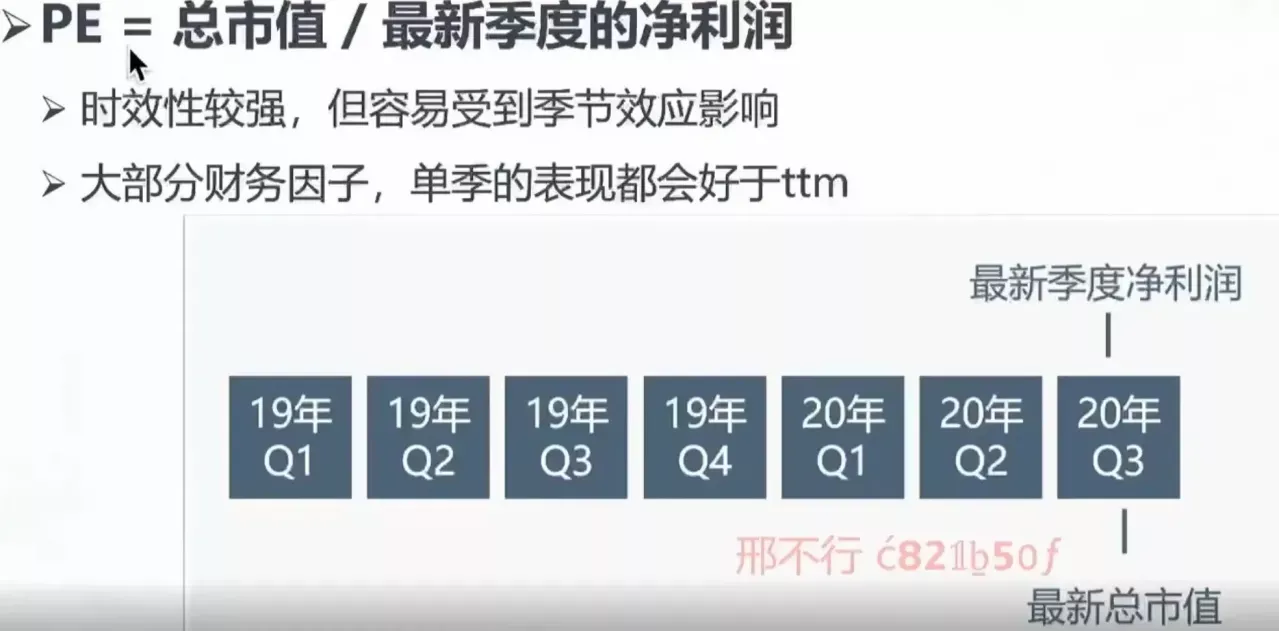 ➢PE = 总市值 / 最新季度的净利润
➢ 时效性较强，但容易受到季节效应影响
➢ 大部分财务因子，单季的表现都会好于ttm
最新季度净利润
19年 19年 19年 19年 20年 20年 20年
Q1 Q2 Q3 Q4 Q1 Q2 Q3
邢不行 ć82𝟙ḇ5oƒ
最新总市值